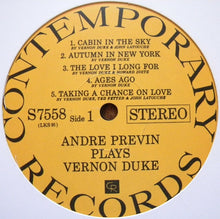 CONTEMPORARY RECORDS
1. CABIN IN THE SKY
BY VERNON DUKE & JOHN LATOUCHE
2. AUTUMN IN NEW YORK
BY VERNON DUKE
3. THE LOVE I LONG FOR
BY VERNON DUKE & HOWARD DIETZ
4. AGES AGO
BY VERNON DUKE
5. TAKING A CHANCE ON LOVE
BY VERNON DUKE, TED FETTER & JOHN LATOUCHE
S7558 Side 1 STEREO
(LKS 91)
ANDRE PREVIN
PLAYS
VERNON DUKE
CR